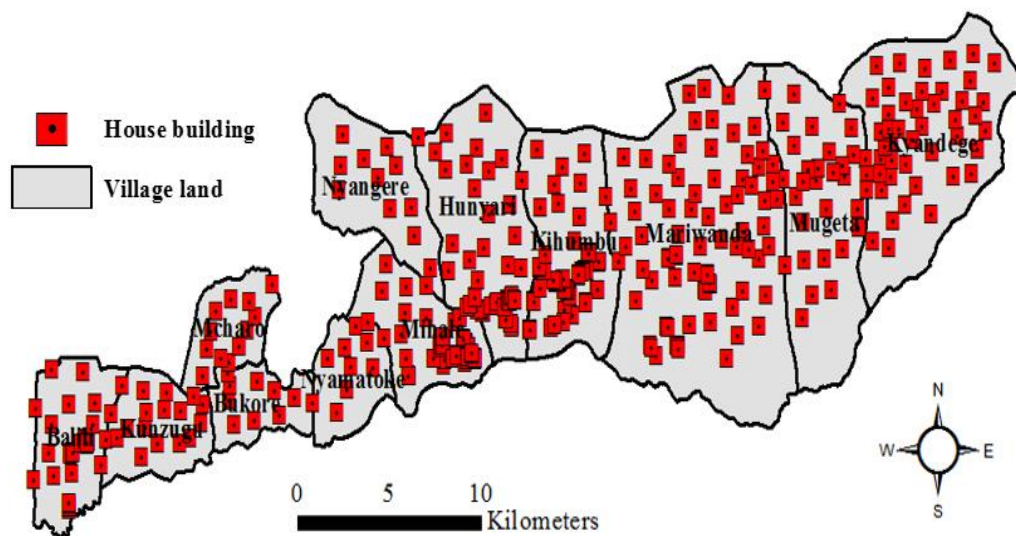 House building
Village land
Kyandege
Nyangere
Hunyari
Mugeta
Kihumbu
Mariwanda
Mcharo
Mihale
Nyamatoke
Bukore
Kunzugu
Balili
N
W
E
S
0
5
10
Kilometers